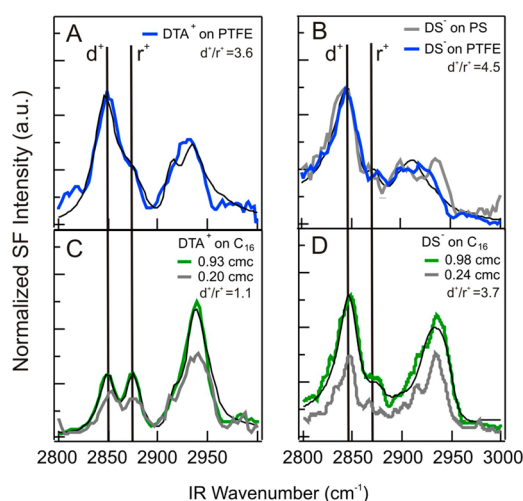 Normalized SF Intensity (a.u.)
A
DTA⁺ on PTFE
d⁺/r⁺=3.6
d⁺
r⁺
B
DS⁻ on PS
DS⁻ on PTFE
d⁺/r⁺=4.5
d⁺
r⁺
C
DTA⁺ on C₁₆
0.93 cmc
0.20 cmc
d⁺/r⁺=1.1
D
DS⁻ on C₁₆
0.98 cmc
0.24 cmc
d⁺/r⁺=3.7
2800 2850 2900 2950
2800 2850 2900 2950 3000
IR Wavenumber (cm⁻¹)